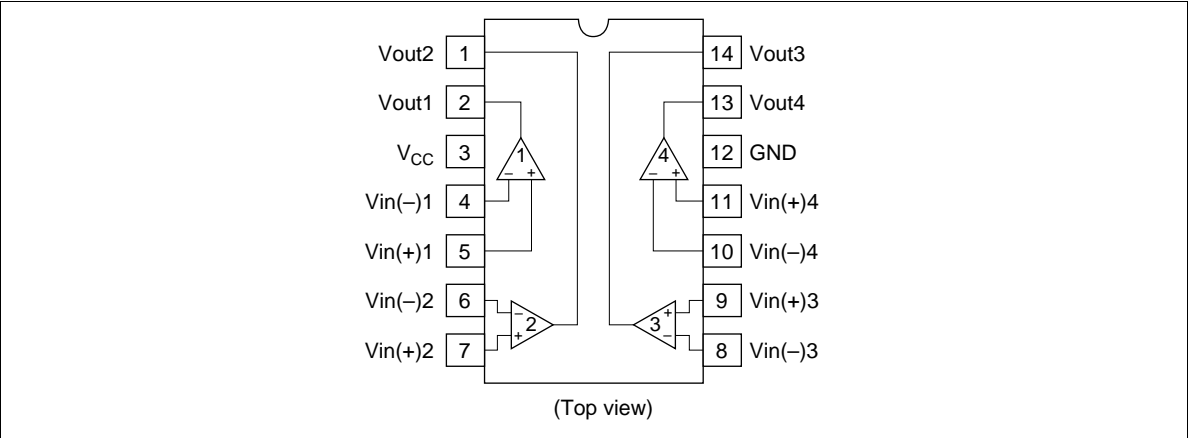 Vout2 1
Vout1 2
VCC 3
Vin(–)1 4
Vin(+)1 5
Vin(–)2 6
Vin(+)2 7
1
– +
2
–
+
4
– +
3
+
–
14 Vout3
13 Vout4
12 GND
11 Vin(+)4
10 Vin(–)4
9 Vin(+)3
8 Vin(–)3
(Top view)